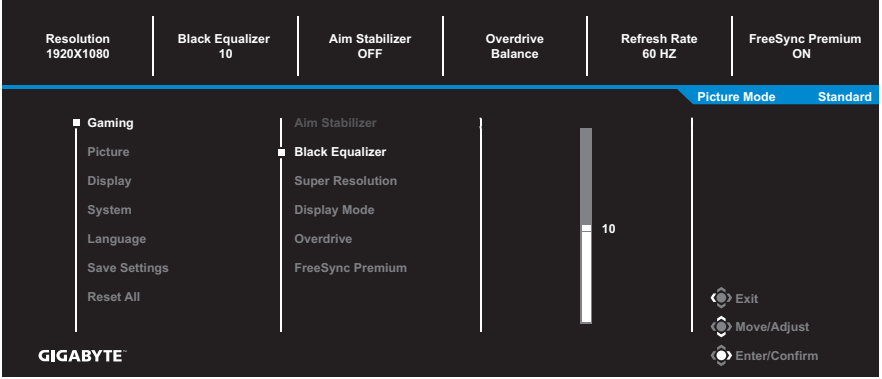 Resolution
1920X1080
Black Equalizer
10
Aim Stabilizer
OFF
Overdrive
Balance
Refresh Rate
60 HZ
FreeSync Premium
ON
Picture Mode Standard
Gaming
Picture
Display
System
Language
Save Settings
Reset All
Aim Stabilizer
Black Equalizer
Super Resolution
Display Mode
Overdrive
FreeSync Premium
10
Exit
Move/Adjust
Enter/Confirm
GIGABYTE